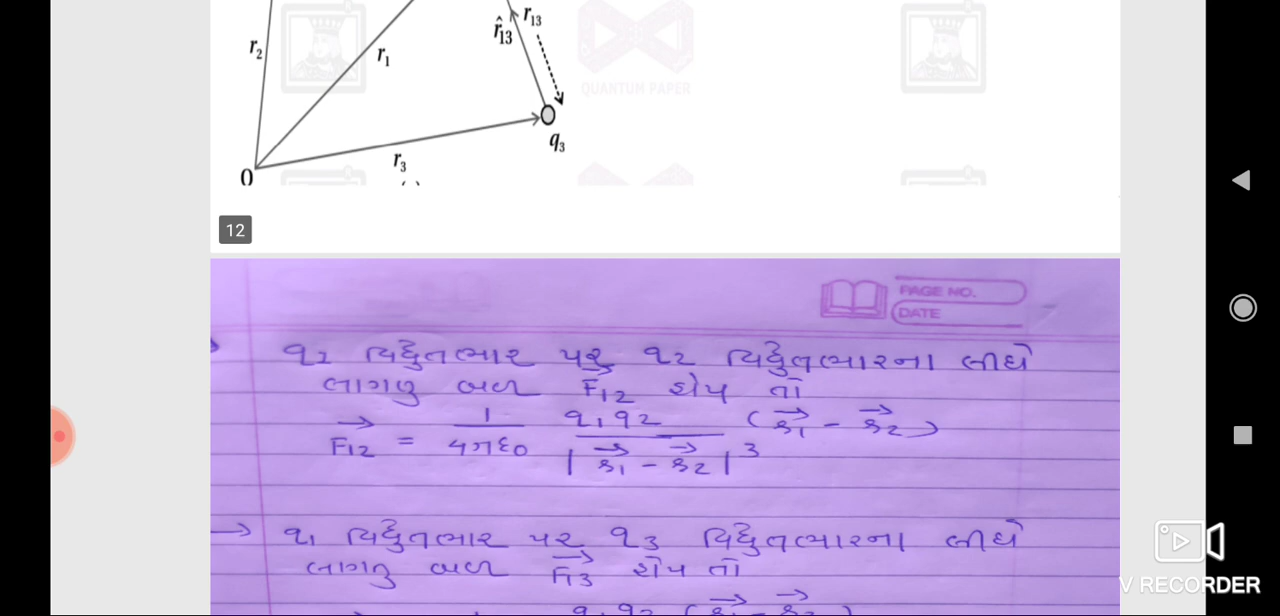 r₂
r₁
r̂₁₃
r₁₃
QUANTUM PAPER
q₃
r₃
O
12
PAGE NO.
DATE
q₁ વિદ્યુતભાર પર q₂ વિદ્યુતભારના લીધે
લાગતુ બળ F⃗₁₂ હોય તો
F⃗₁₂ = 1/4πε₀ q₁q₂/|r⃗₁ - r⃗₂|³ (r⃗₁ - r⃗₂)
→ q₁ વિદ્યુતભાર પર q₃ વિદ્યુતભારના લીધે
લાગતુ બળ F⃗₁₃ હોય તો
V RECORDER